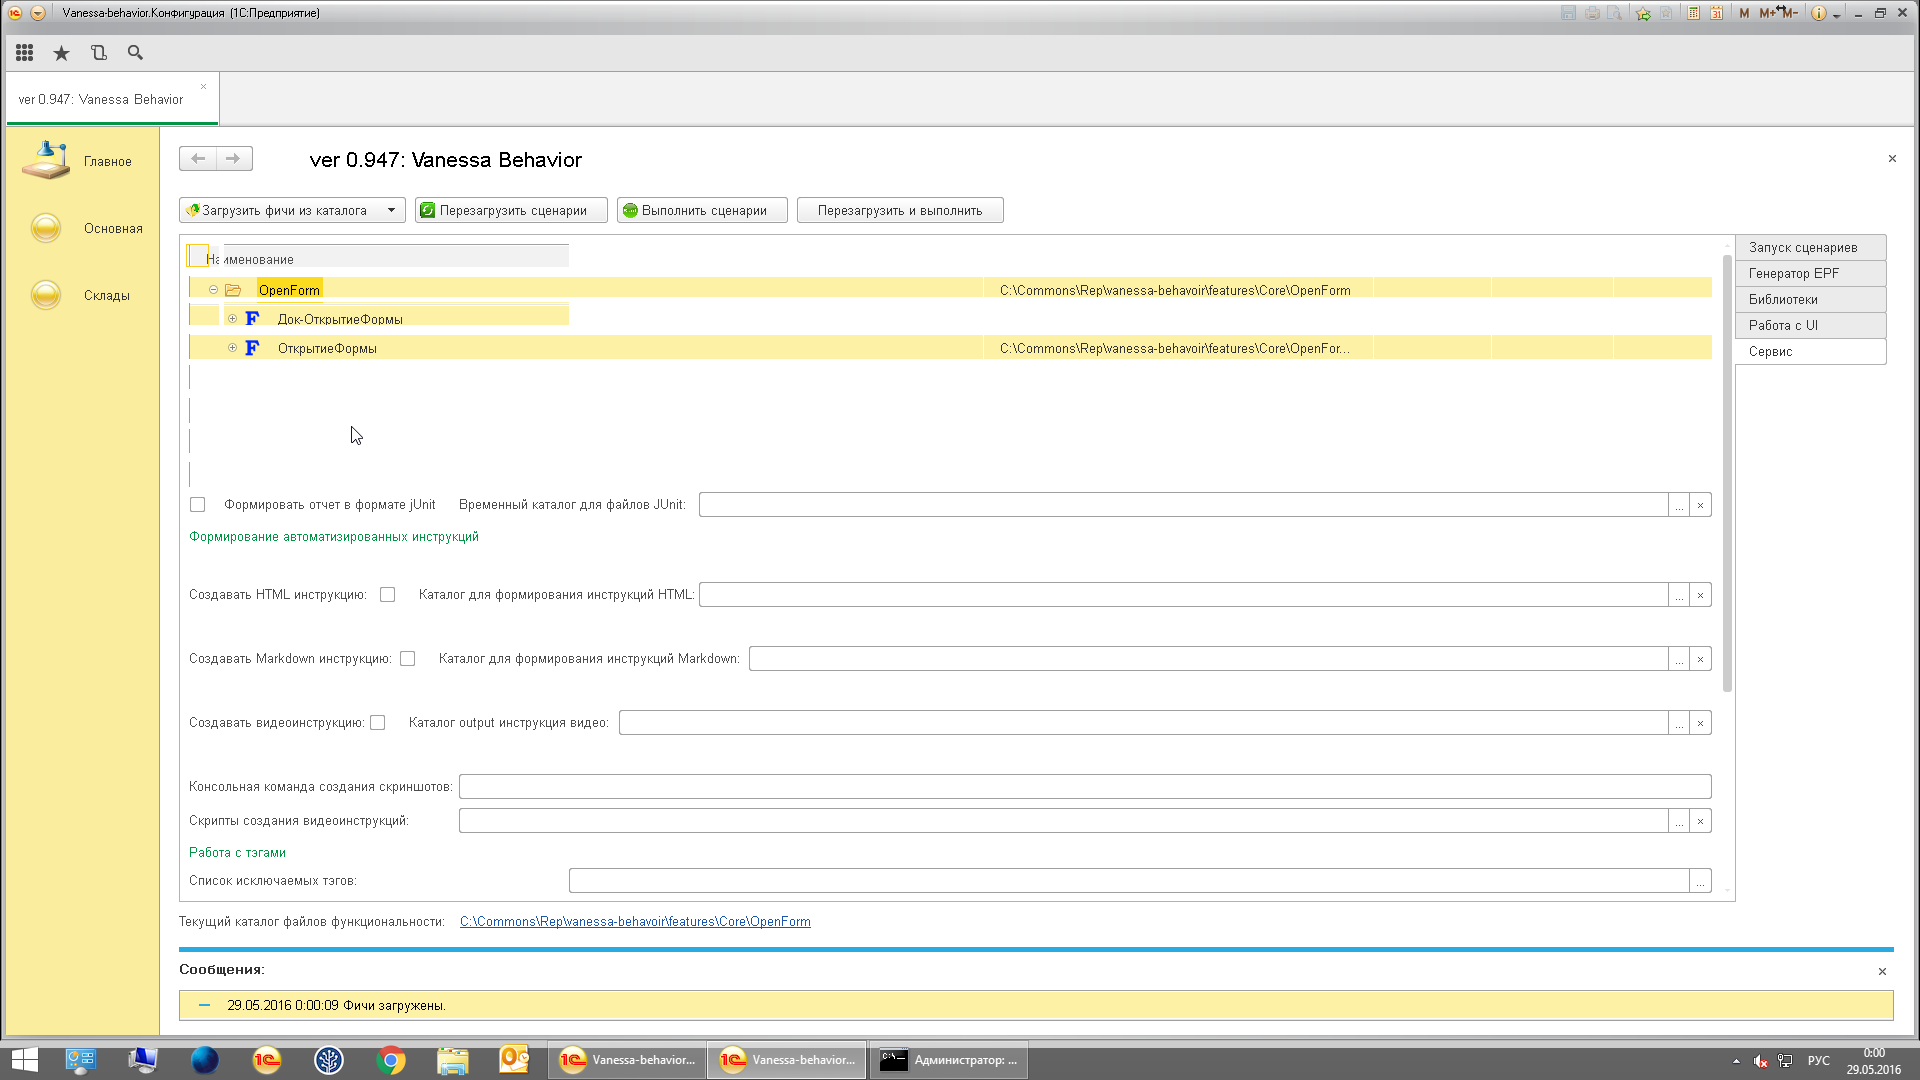 Vanessa-behavior.Конфигурация (1С:Предприятие)
M M+ M-
ver 0.947: Vanessa Behavior
Главное
Основная
Склады
ver 0.947: Vanessa Behavior
Загрузить фичи из каталога
Перезагрузить сценарии
Выполнить сценарии
Перезагрузить и выполнить
Наименование
OpenForm C:\Commons\Rep\vanessa-behavoir\features\Core\OpenForm
Док-ОткрытиеФормы
ОткрытиеФормы C:\Commons\Rep\vanessa-behavoir\features\Core\OpenFor...
Запуск сценариев
Генератор EPF
Библиотеки
Работа с UI
Сервис
Формировать отчет в формате jUnit Временный каталог для файлов JUnit:
Формирование автоматизированных инструкций
Создавать HTML инструкцию: Каталог для формирования инструкций HTML:
Создавать Markdown инструкцию: Каталог для формирования инструкций Markdown:
Создавать видеоинструкцию: Каталог output инструкция видео:
Консольная команда создания скриншотов:
Скрипты создания видеоинструкций:
Работа с тэгами
Список исключаемых тэгов:
Текущий каталог файлов функциональности: C:\Commons\Rep\vanessa-behavoir\features\Core\OpenForm
Сообщения:
29.05.2016 0:00:09 Фичи загружены.
Vanessa-behavior...
Vanessa-behavior...
Администратор: ...
РУС
0:00
29.05.2016